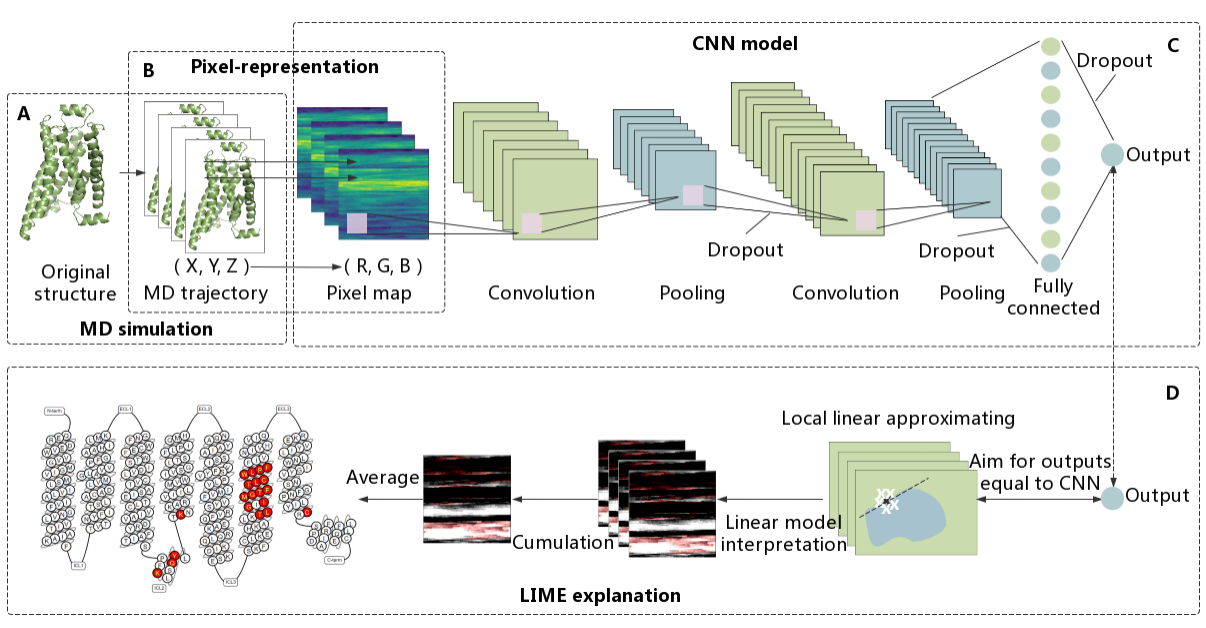 CNN model
C
B
Pixel-representation
Dropout
A
Output
Dropout
Dropout
( X, Y, Z )
( R, G, B )
Original
structure
MD trajectory
Pixel map
Convolution
Pooling
Convolution
Pooling
Fully
connected
MD simulation
D
Local linear approximating
N-term
ECL1
ECL2
ECL3
Average
Aim for outputs
equal to CNN
Output
Linear model
interpretation
Cumulation
C-term
ICL1
ICL2
ICL3
LIME explanation